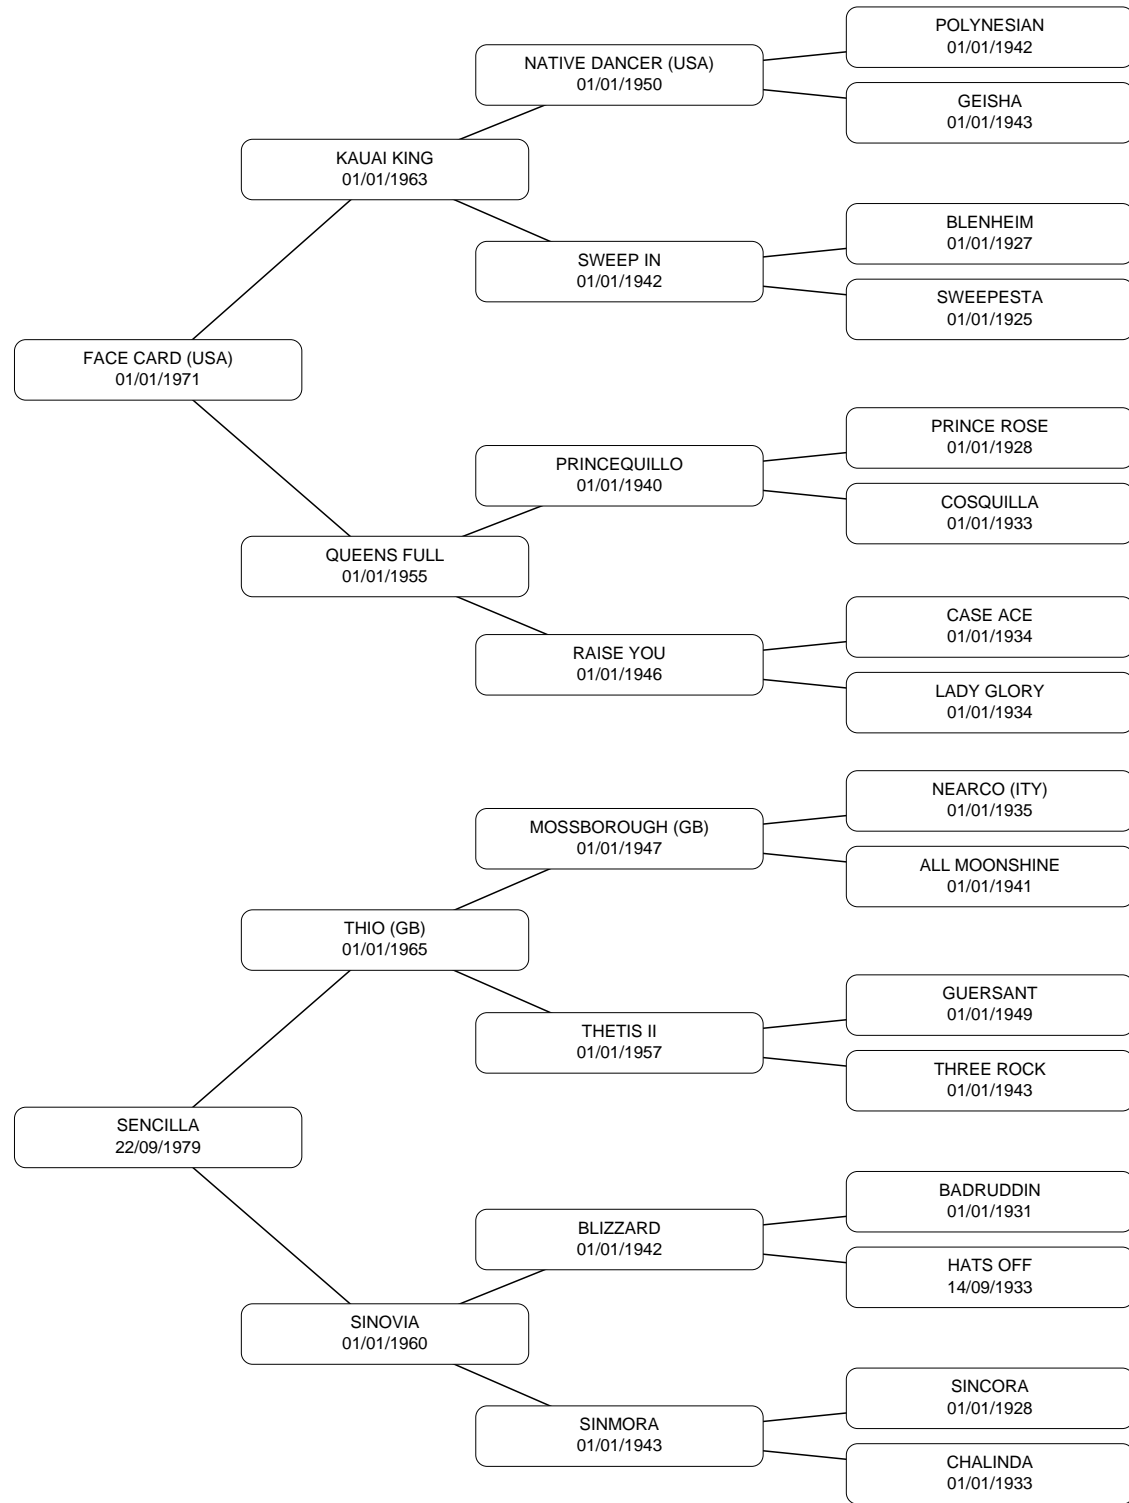 POLYNESIAN
01/01/1942
NATIVE DANCER (USA)
01/01/1950
GEISHA
01/01/1943
KAUAI KING
01/01/1963
BLENHEIM
01/01/1927
SWEEP IN
01/01/1942
SWEEPESTA
01/01/1925
FACE CARD (USA)
01/01/1971
PRINCE ROSE
01/01/1928
PRINCEQUILLO
01/01/1940
COSQUILLA
01/01/1933
QUEENS FULL
01/01/1955
CASE ACE
01/01/1934
RAISE YOU
01/01/1946
LADY GLORY
01/01/1934
NEARCO (ITY)
01/01/1935
MOSSBOROUGH (GB)
01/01/1947
ALL MOONSHINE
01/01/1941
THIO (GB)
01/01/1965
GUERSANT
01/01/1949
THETIS II
01/01/1957
THREE ROCK
01/01/1943
SENCILLA
22/09/1979
BADRUDDIN
01/01/1931
BLIZZARD
01/01/1942
HATS OFF
14/09/1933
SINOVIA
01/01/1960
SINCORA
01/01/1928
SINMORA
01/01/1943
CHALINDA
01/01/1933